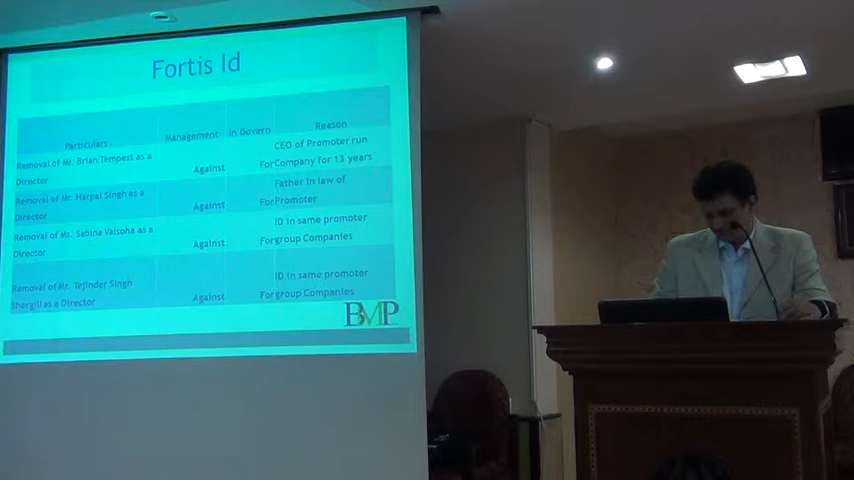 Fortis Id
Particulars Management In Govern Reason
Removal of Mr. Brian Tempest as a Director Against For CEO of Promoter run Company for 13 years
Removal of Mr. Harpal Singh as a Director Against For Father in law of Promoter
Removal of Ms. Sabina Vaisoha as a Director Against For ID in same promoter group Companies
Removal of Mr. Tejinder Singh Shergill as a Director Against For ID in same promoter group Companies
BMP